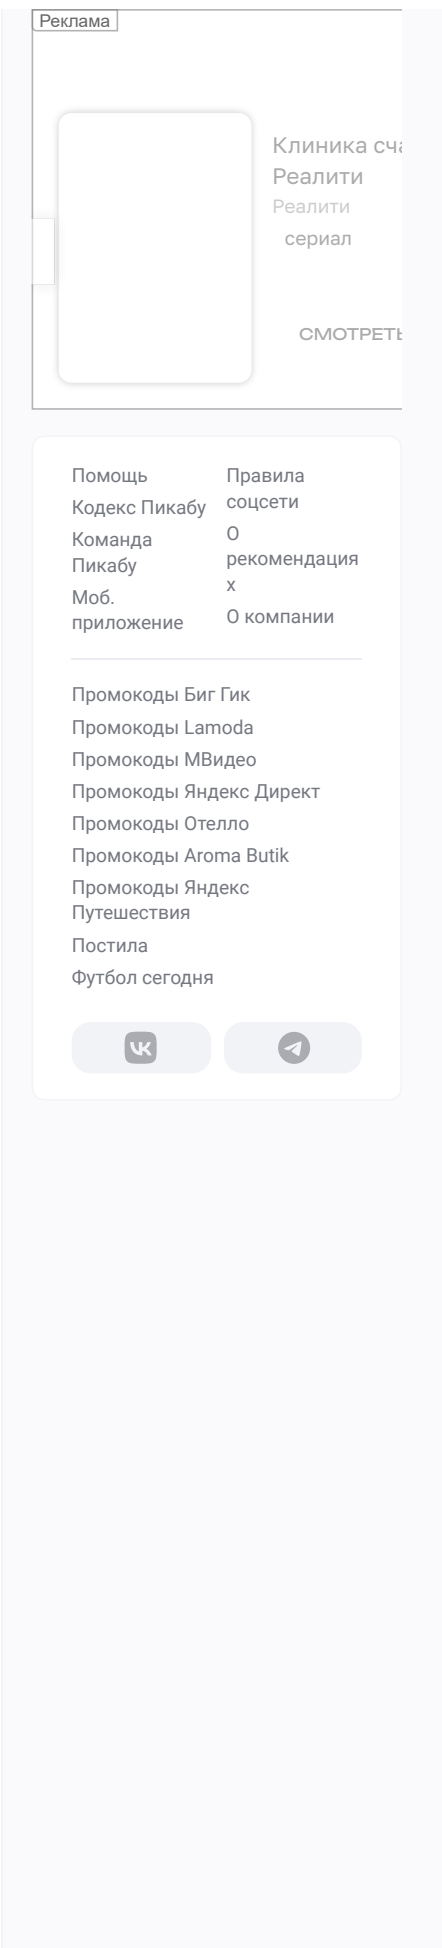 Реклама
Клиника
Реалити
Реалити
сериал
СМОТРЕТЬ
Помощь
Кодекс Пикабу
Команда
Пикабу
Моб.
приложение
Правила
соцсети
О
рекомендация
х
О компании
Промокоды Биг Гик
Промокоды Lamoda
Промокоды МВидео
Промокоды Яндекс Директ
Промокоды Отелло
Промокоды Aroma Butik
Промокоды Яндекс
Путешествия
Постила
Футбол сегодня